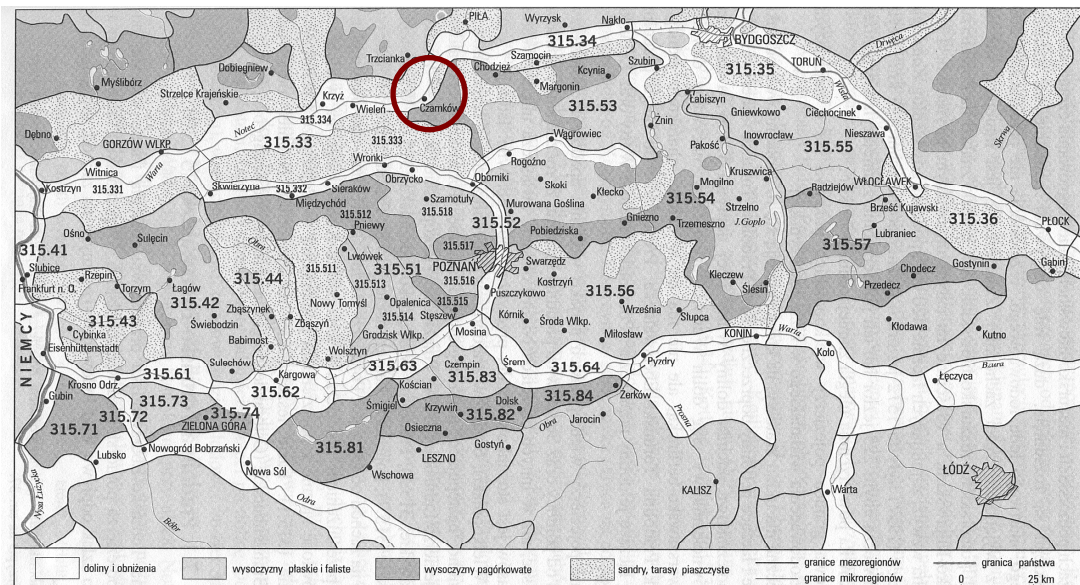 PIŁA
Wyrzysk
Nakło
315.34
BYDGOSZCZ
Drwęca
Trzcianka
Szamocin
Szubin
315.35
TORUŃ
Myślibórz
Dobiegniew
Chodzież
Kcynia
Margonin
Wisła
Strzelce Krajeńskie
Krzyż
Czarnków
315.53
Łabiszyn
Gniewkowo
Ciechocinek
Wieleń
315.334
Noteć
Żnin
Nieszawa
Skrwa
Dębno
GORZÓW WLKP.
315.33
315.333
Wągrowiec
Inowrocław
315.55
Pakość
Wronki
Rogoźno
Witnica
Warta
Obrzycko
Oborniki
Skoki
Kłecko
Mogilno
Kruszwica
Radziejów
WŁOCŁAWEK
Kostrzyn
315.331
Skwierzyna
315.332
Sieraków
Międzychód
Szamotuły
315.518
Murowana Goślina
315.54
Strzelno
Brześć Kujawski
315.36
315.512
Pniewy
315.52
Gniezno
Trzemeszno
J.Gopło
Lubraniec
PŁOCK
Ośno
Sulęcin
Obra
Pobiedziska
315.57
315.41
315.517
Lwówek
315.51
POZNAŃ
Swarzędz
Gostynin
Gąbin
Słubice
Frankfurt n. O.
Rzepin
Torzym
Łagów
315.44
315.511
315.513
315.516
Kostrzyn
Kleczew
Ślesin
Chodecz
Przedecz
315.42
Zbąszynek
Nowy Tomyśl
Opalenica
315.515
Puszczykowo
315.56
Września
Słupca
315.43
Świebodzin
Zbąszyń
315.514
Stęszew
Kórnik
Środa Wlkp.
Kłodawa
Kutno
Cybinka
Babimost
Grodzisk Wlkp.
Mosina
Miłosław
KONIN
Warta
Eisenhüttenstadt
Wolsztyn
Koło
NIEMCY
Sulechów
Kargowa
315.63
Czempin
Śrem
315.64
Pyzdry
Bzura
Krosno Odrz.
315.61
315.62
Kościan
315.83
Łęczyca
Gubin
315.73
Śmigiel
Krzywin
Dolsk
315.82
315.84
Żerków
315.72
315.74
ZIELONA GÓRA
Osieczna
Jarocin
Prosna
315.71
Obra
Nowogród Bobrzański
315.81
Gostyń
LESZNO
Lubsko
Nowa Sól
Wschowa
ŁÓDŹ
Nysa Łużycka
Odra
KALISZ
Warta
Bóbr
doliny i obniżenia
wysoczyzny płaskie i faliste
wysoczyzny pagórkowate
sandry, tarasy piaszczyste
granice mezoregionów
granice mikroregionów
granica państwa
0 25 km